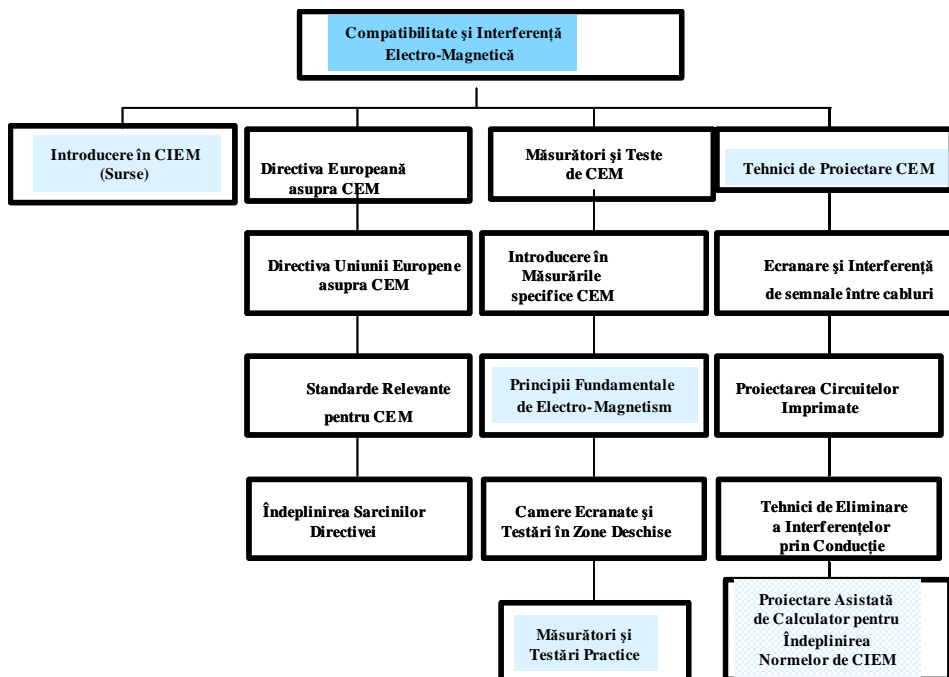 Compatibilitate şi Interferenţă
Electro-Magnetică
Introducere în CIEM
(Surse)
Directiva Europeană
asupra CEM
Măsurători şi Teste
de CEM
Tehnici de Proiectare CEM
Directiva Uniunii Europene
asupra CEM
Introducere în
Măsurările
specifice CEM
Ecranare şi Interferenţă
de semnale între cabluri
Standarde Relevante
pentru CEM
Principii Fundamentale
de Electro-Magnetism
Proiectarea Circuitelor
Imprimate
Îndeplinirea Sarcinilor
Directivei
Camere Ecranate şi
Testări în Zone Deschise
Tehnici de Eliminare
a Interferenţelor
prin Conducţie
Măsurători şi
Testări Practice
Proiectare Asistată
de Calculator pentru
Îndeplinirea
Normelor de CIEM